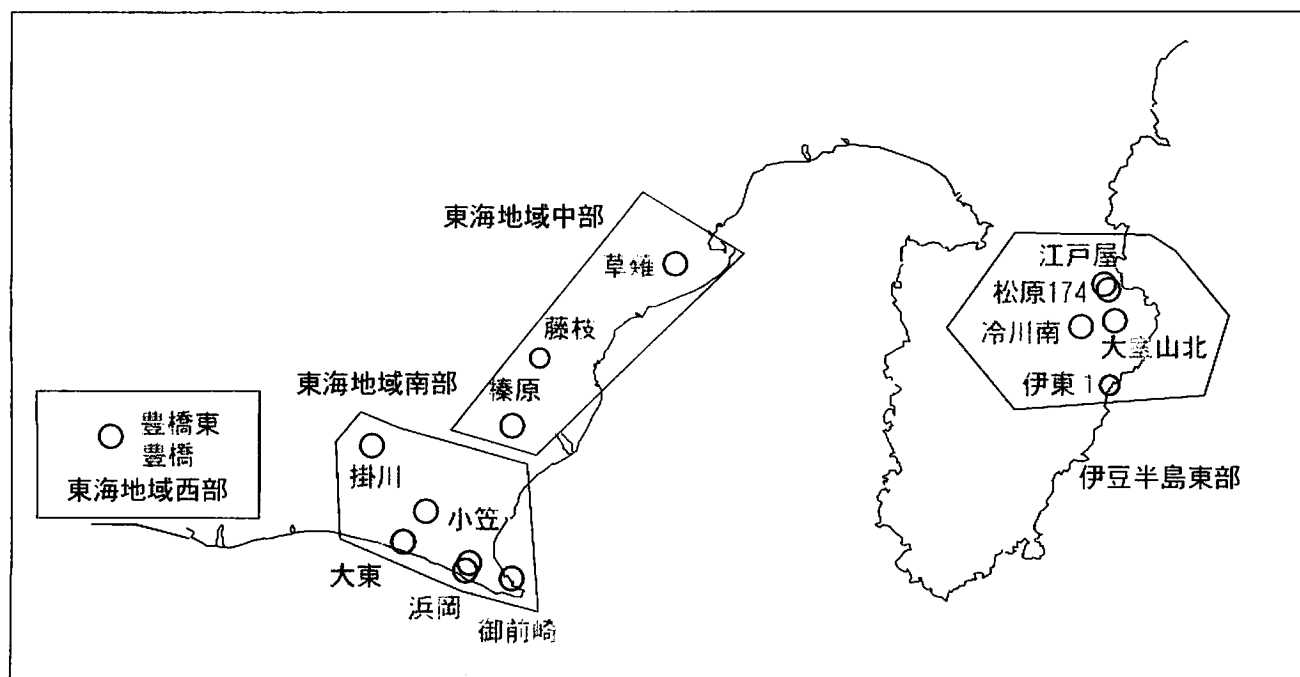 東海地域中部
草薙
藤枝
榛原
東海地域南部
掛川
小笠
大東
浜岡
御前崎
豊橋東
豊橋
東海地域西部
江戸屋
松原174
冷川南
大室山北
伊東1
伊豆半島東部